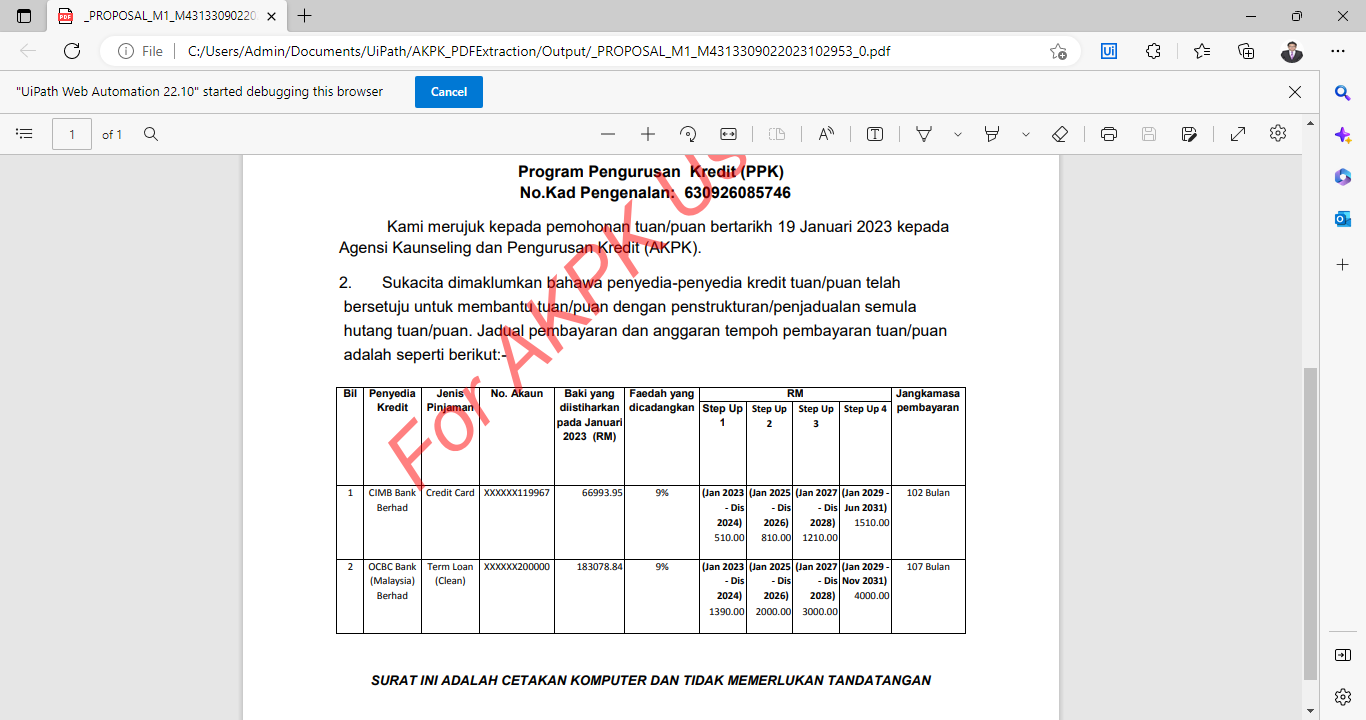 _PROPOSAL_M1_M43133090220
File
C:/Users/Admin/Documents/UiPath/AKPK_PDFExtraction/Output/_PROPOSAL_M1_M4313309022023102953_0.pdf
Ui
"UiPath Web Automation 22.10" started debugging this browser
Cancel
1 of 1
Program Pengurusan Kredit (PPK)
No.Kad Pengenalan: 630926085746
Kami merujuk kepada pemohonan tuan/puan bertarikh 19 Januari 2023 kepada
Agensi Kaunseling dan Pengurusan Kredit (AKPK).
2. Sukacita dimaklumkan bahawa penyedia-penyedia kredit tuan/puan telah
bersetuju untuk membantu tuan/puan dengan penstrukturan/penjadualan semula
hutang tuan/puan. Jadual pembayaran dan anggaran tempoh pembayaran tuan/puan
adalah seperti berikut:-
For AKPK Us
Bil Penyedia Jenis No. Akaun Baki yang Faedah yang RM Jangkamasa
Kredit Pinjaman diistiharkan dicadangkan Step Up Step Up Step Up Step Up 4 pembayaran
pada Januari 1 2 3
2023 (RM)
1 CIMB Bank Credit Card XXXXXX119967 66993.95 9% (Jan 2023 (Jan 2025 (Jan 2027 (Jan 2029 - 102 Bulan
Berhad - Dis - Dis - Dis Jun 2031)
2024) 2026) 2028) 1510.00
510.00 810.00 1210.00
2 OCBC Bank Term Loan XXXXXX200000 183078.84 9% (Jan 2023 (Jan 2025 (Jan 2027 (Jan 2029 - 107 Bulan
(Malaysia) (Clean) - Dis - Dis - Dis Nov 2031)
Berhad 2024) 2026) 2028) 4000.00
1390.00 2000.00 3000.00
SURAT INI ADALAH CETAKAN KOMPUTER DAN TIDAK MEMERLUKAN TANDATANGAN